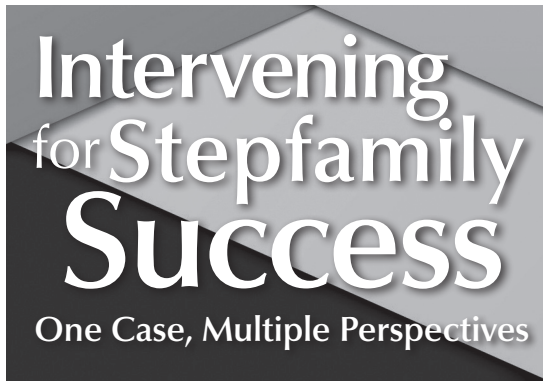 Intervening
for Stepfamily
Success
One Case, Multiple Perspectives